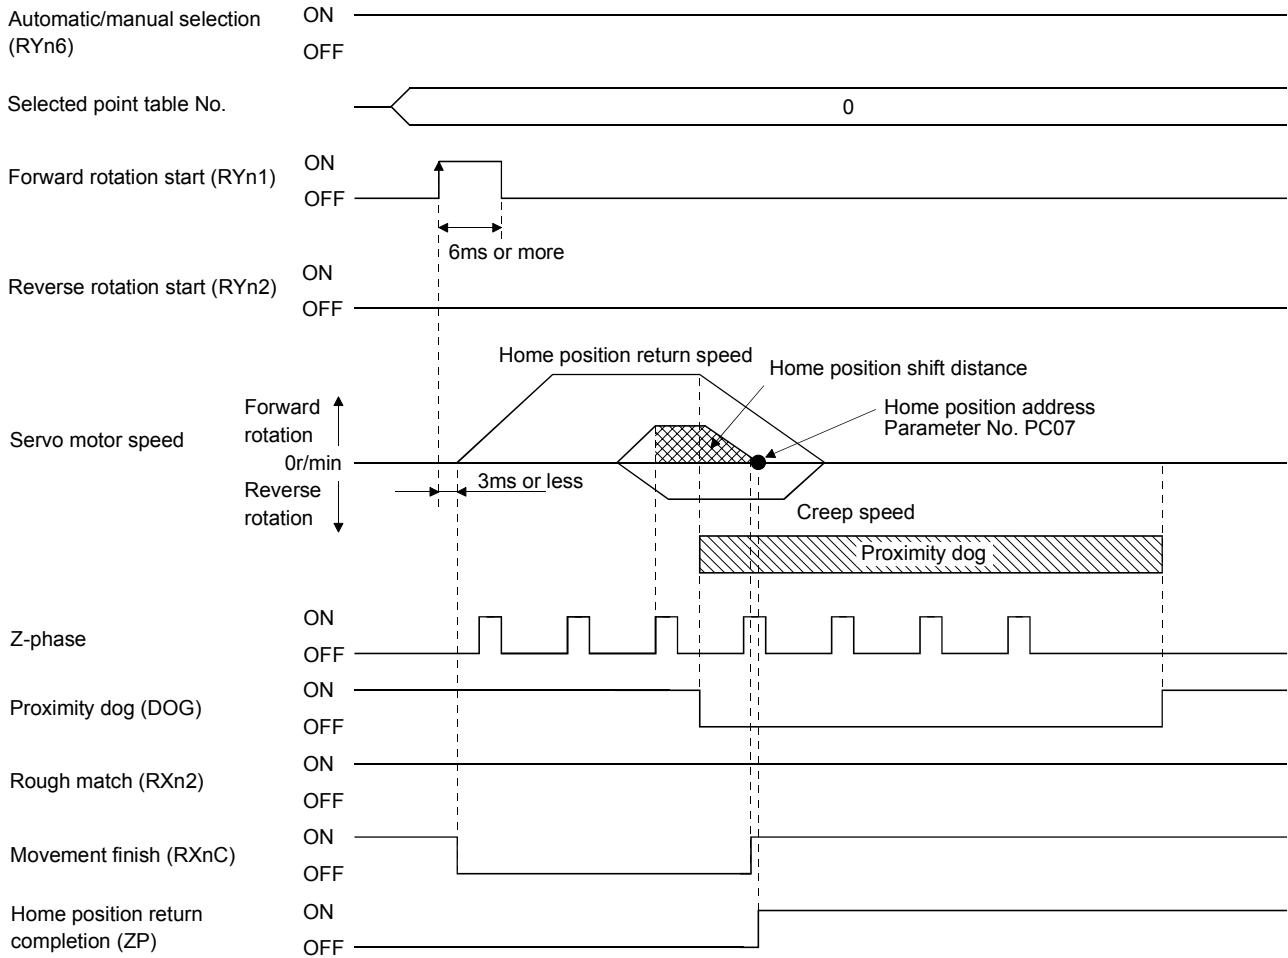 Automatic/manual selection
(RYn6)
ON
OFF
Selected point table No.
0
Forward rotation start (RYn1)
ON
OFF
6ms or more
Reverse rotation start (RYn2)
ON
OFF
Home position return speed
Home position shift distance
Home position address
Parameter No. PC07
Servo motor speed
Forward
rotation
0r/min
Reverse
rotation
3ms or less
Creep speed
Proximity dog
Z-phase
ON
OFF
Proximity dog (DOG)
ON
OFF
Rough match (RXn2)
ON
OFF
Movement finish (RXnC)
ON
OFF
Home position return
completion (ZP)
ON
OFF